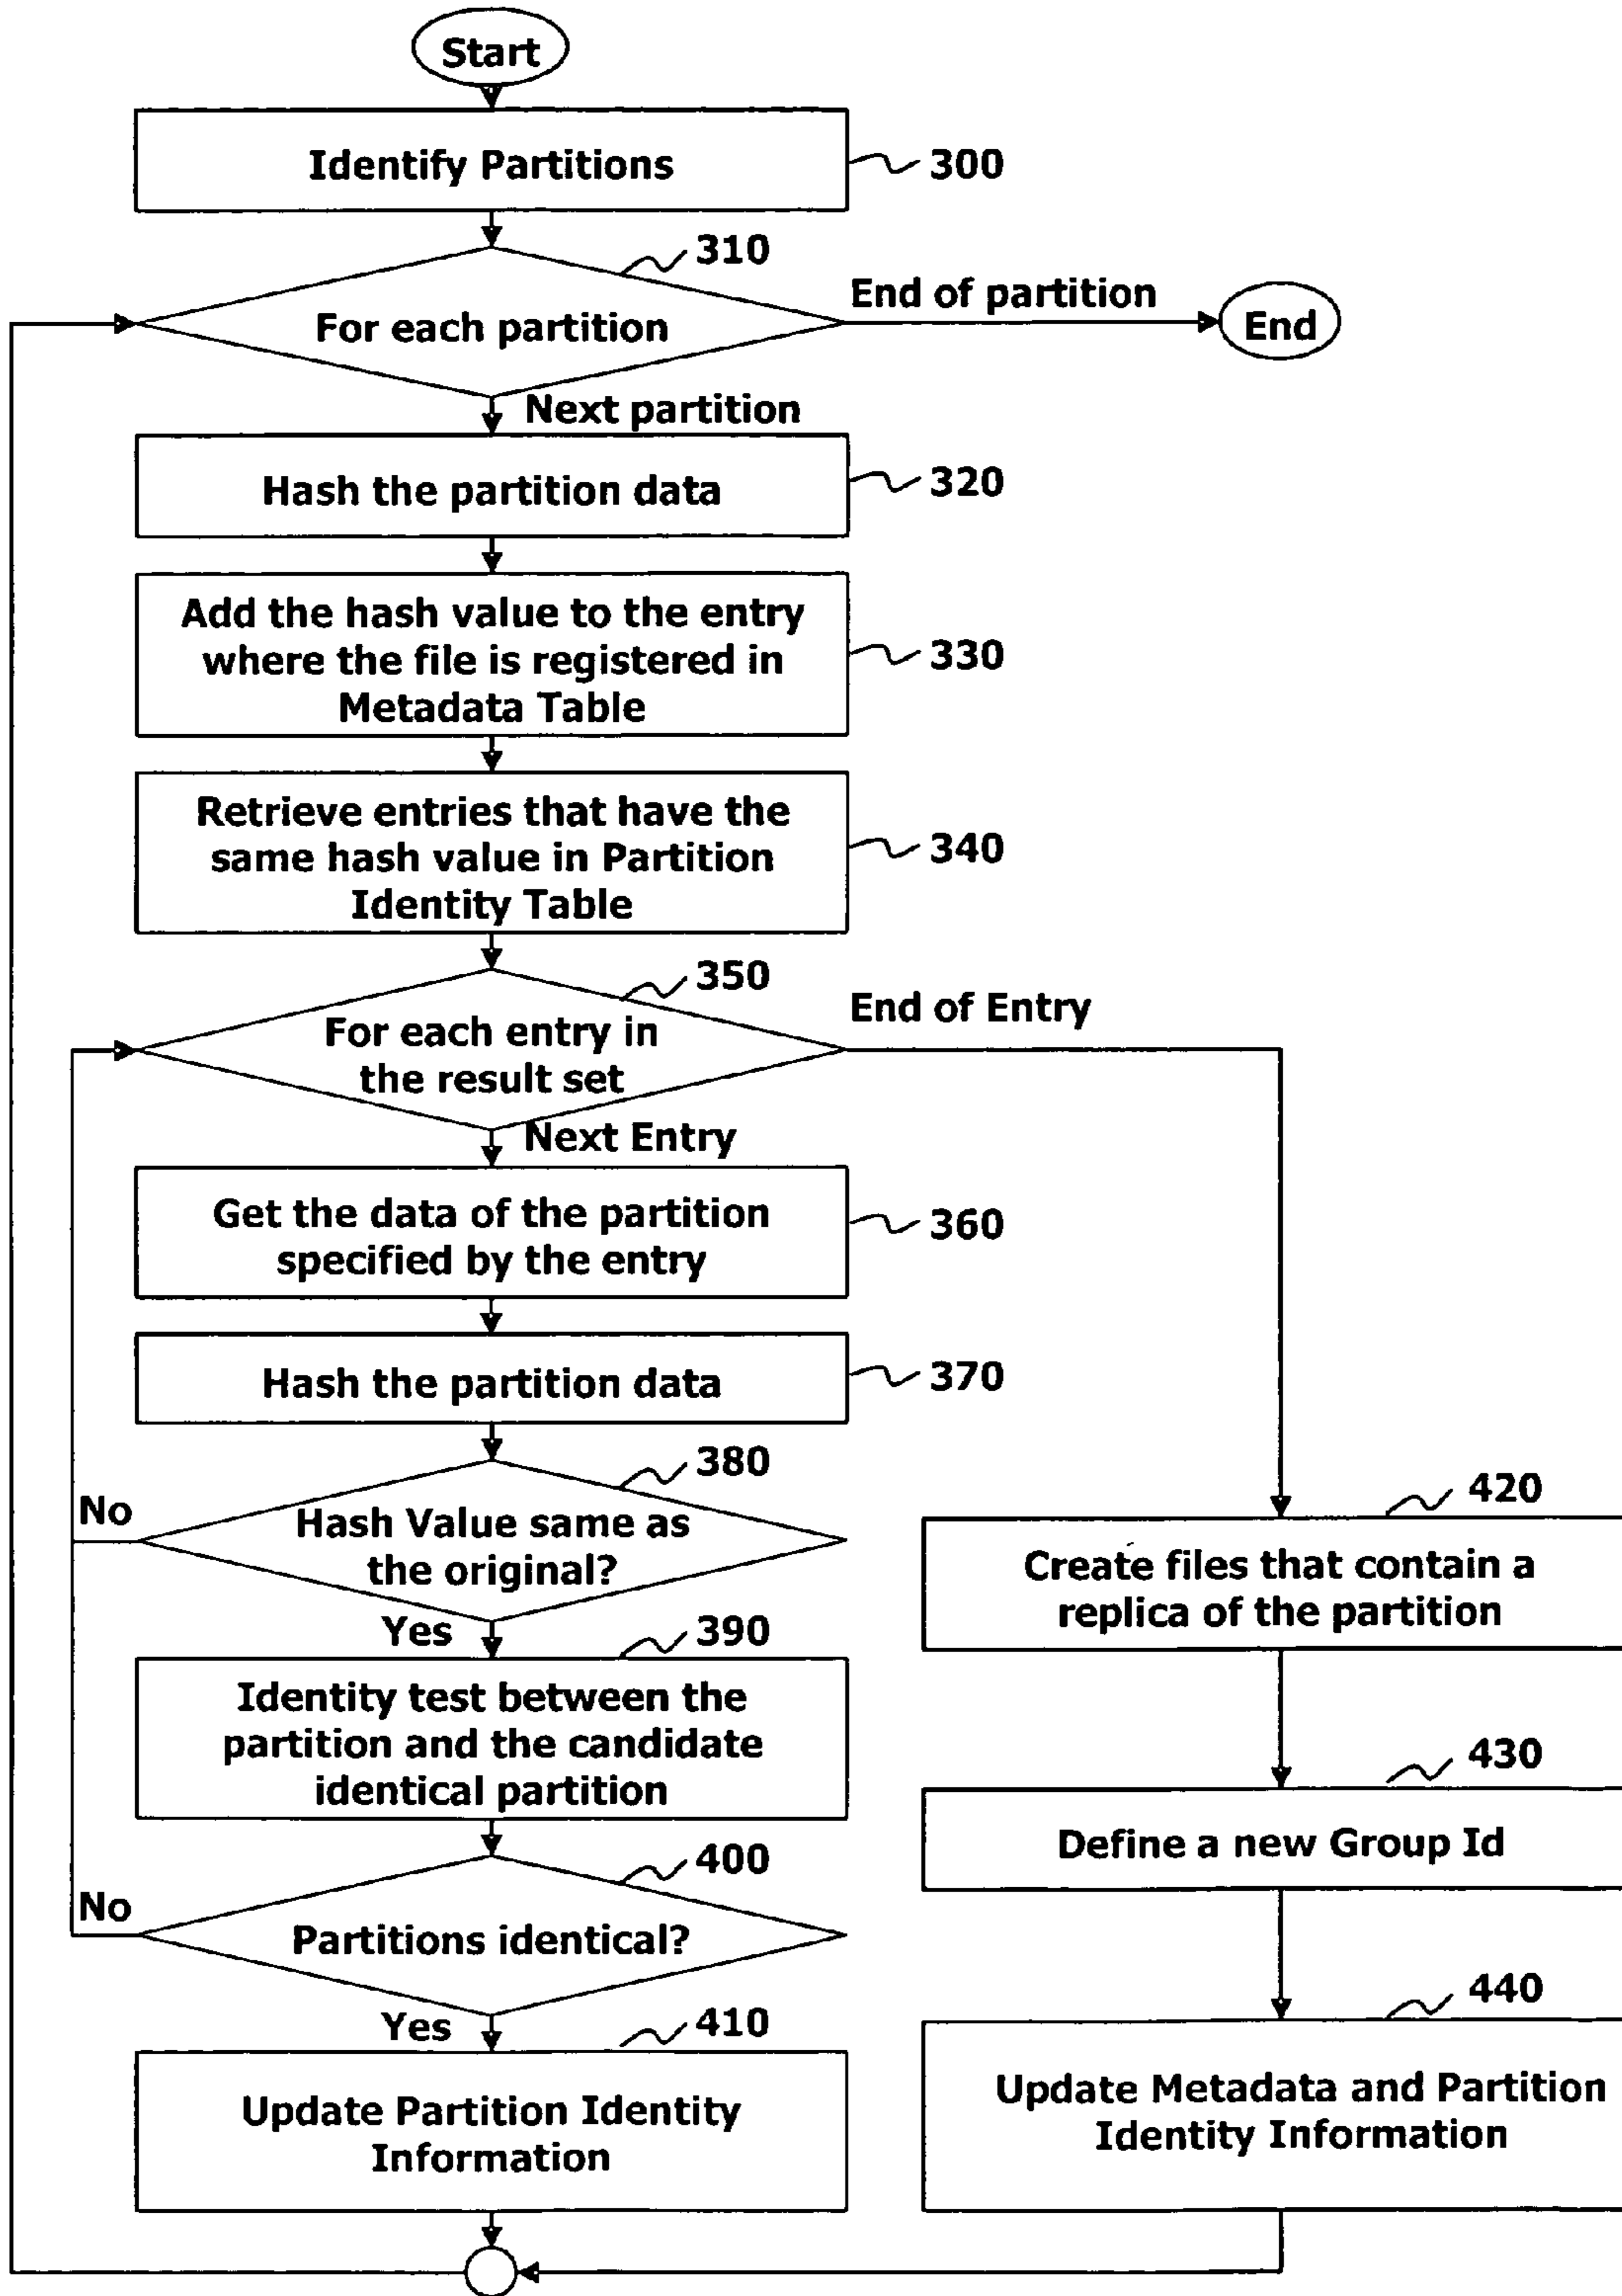 Start
Identify Partitions
300
310
For each partition
End of partition
End
Next partition
Hash the partition data
320
Add the hash value to the entry
where the file is registered in
Metadata Table
330
Retrieve entries that have the
same hash value in Partition
Identity Table
340
350
For each entry in
the result set
End of Entry
Next Entry
Get the data of the partition
specified by the entry
360
Hash the partition data
370
380
No
Hash Value same as
the original?
Yes
390
Identity test between the
partition and the candidate
identical partition
400
No
Partitions identical?
Yes
410
Update Partition Identity
Information
420
Create files that contain a
replica of the partition
430
Define a new Group Id
440
Update Metadata and Partition
Identity Information